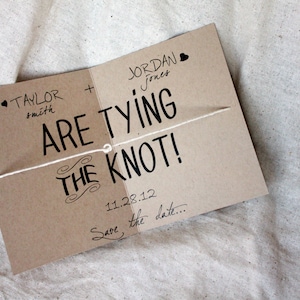 TAYLOR + JORDAN
smith jones
ARE TYING
THE KNOT!
11.28.12
Save the date...